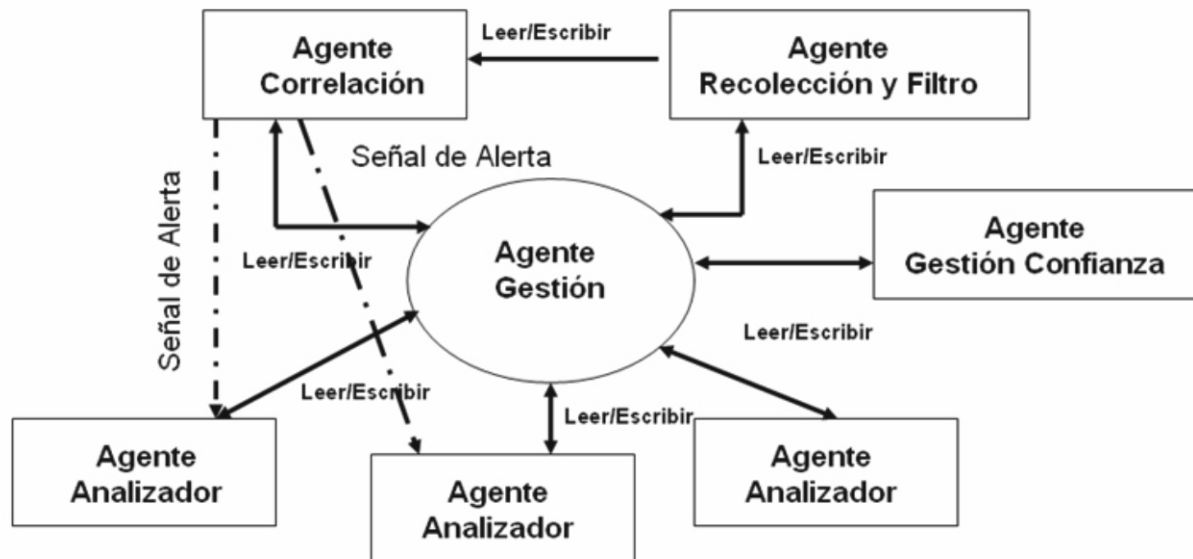 Agente
Correlación
Leer/Escribir
Agente
Recolección y Filtro
Señal de Alerta
Leer/Escribir
Señal de Alerta
Agente
Gestión
Leer/Escribir
Agente
Gestión Confianza
Leer/Escribir
Leer/Escribir
Leer/Escribir
Agente
Analizador
Agente
Analizador
Agente
Analizador